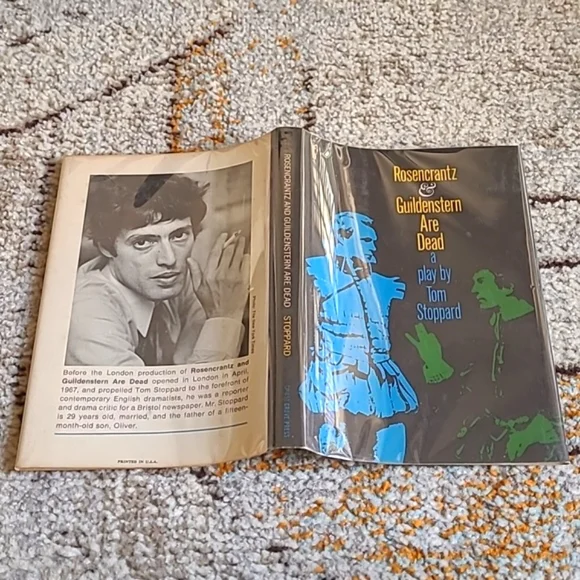 Rosencrantz
&
Guildenstern
Are
Dead
a
play by
Tom
Stoppard
ROSENCRANTZ AND GUILDENSTERN ARE DEAD STOPPARD
GROVE PRESS
Before the London production of Rosencrantz and
Guildenstern Are Dead opened in London in April,
1967, and propelled Tom Stoppard to the forefront of
contemporary English dramatists, he was a reporter
and drama critic for a Bristol newspaper. Mr. Stoppard
is 29 years old, married, and the father of a fifteen-
month-old son, Oliver.
PRINTED IN U.S.A.